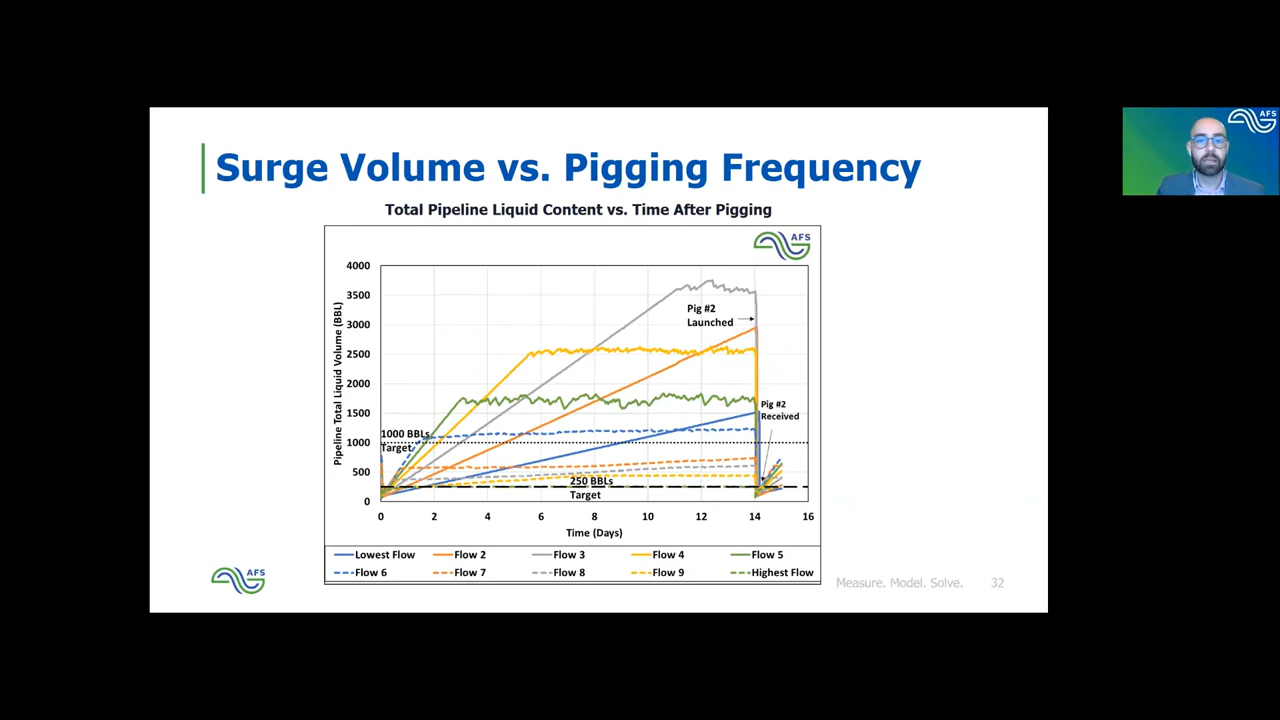 Surge Volume vs. Pigging Frequency
Total Pipeline Liquid Content vs. Time After Pigging
AFS
AFS
Pipeline Total Liquid Volume (BBL)
4000
3500
3000
2500
2000
1500
1000
500
0
Pig #2
Launched
Pig #2
Received
1000 BBLs
Target
250 BBLs
Target
0 2 4 6 8 10 12 14 16
Time (Days)
Lowest Flow Flow 2 Flow 3 Flow 4 Flow 5
Flow 6 Flow 7 Flow 8 Flow 9 Highest Flow
AFS
Measure. Model. Solve. 32